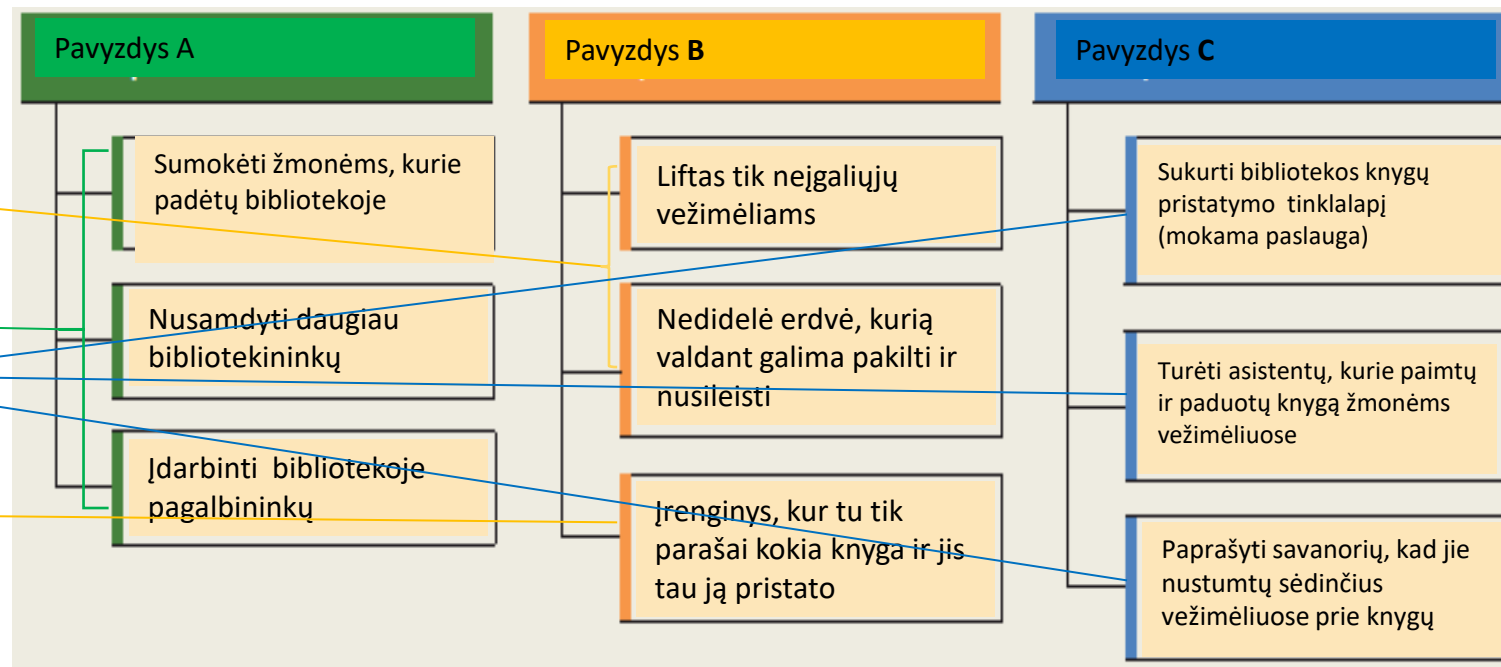 Pavyzdys A
Sumokėti žmonėms, kurie
padėtų bibliotekoje
Nusamdyti daugiau
bibliotekininkų
Įdarbinti bibliotekoje
pagalbininkų
Pavyzdys B
Liftas tik neįgaliųjų
vežimėliams
Nedidelė erdvė, kurią
valdant galima pakilti ir
nusileisti
Įrenginys, kur tu tik
parašai kokia knyga ir jis
tau ją pristato
Pavyzdys C
Sukurti bibliotekos knygų
pristatymo tinklalapį
(mokama paslauga)
Turėti asistentų, kurie paimtų
ir paduotų knygą žmonėms
vežimėliuose
Paprašyti savanorių, kad jie
nustumtų sėdinčius
vežimėliuose prie knygų